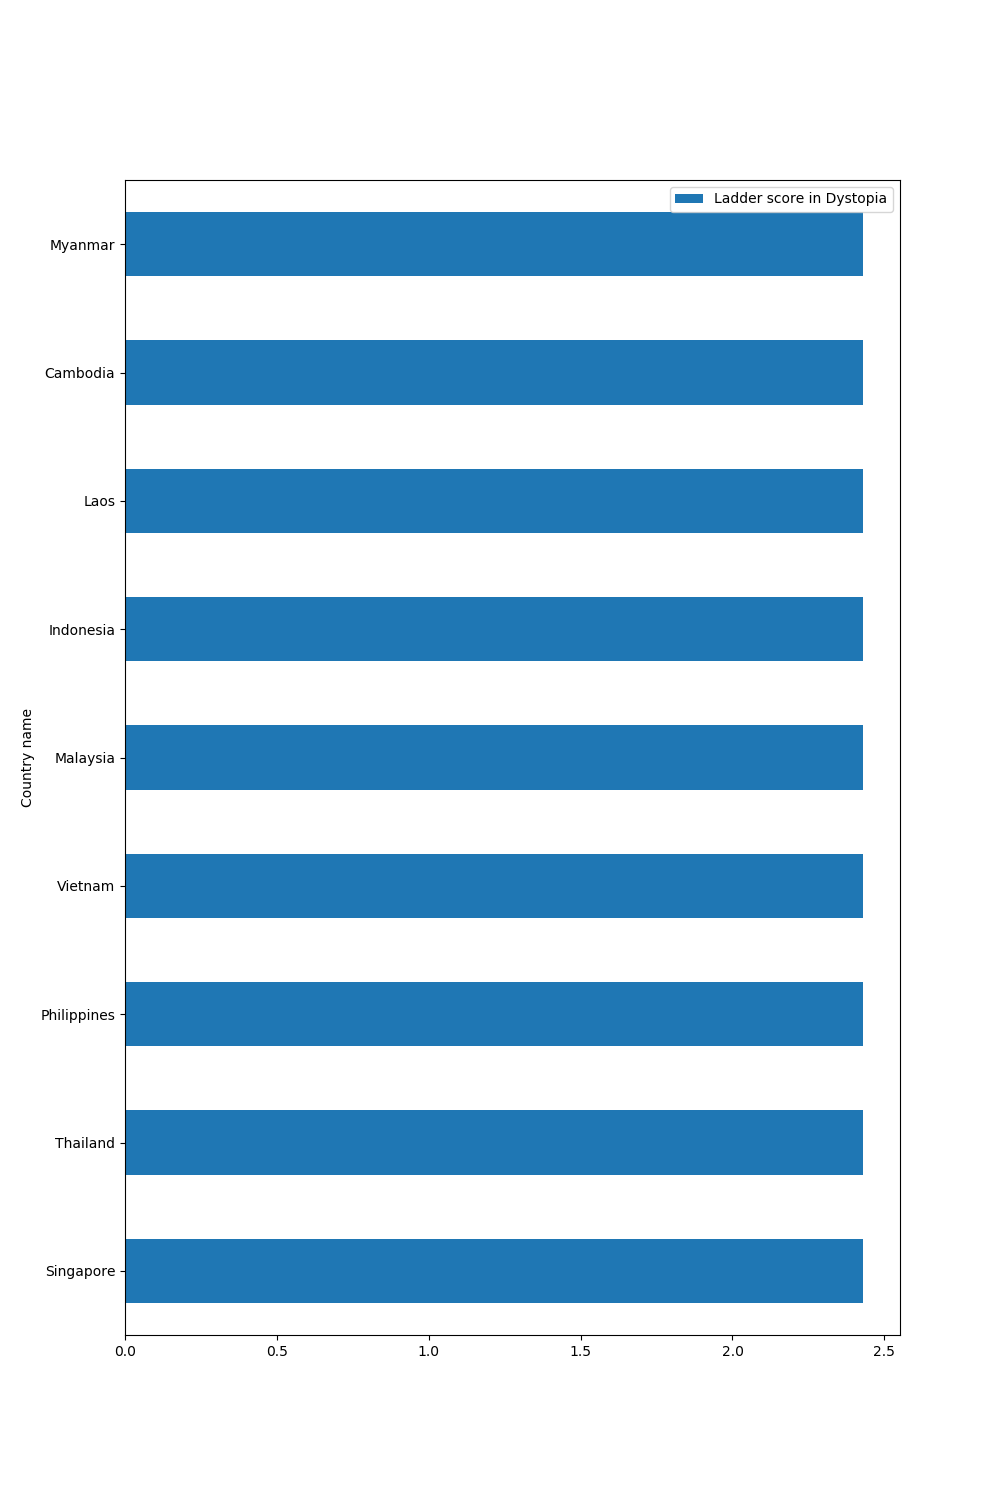 Ladder score in Dystopia
Myanmar
Cambodia
Laos
Indonesia
Malaysia
Vietnam
Philippines
Thailand
Singapore
Country name
0.0 0.5 1.0 1.5 2.0 2.5